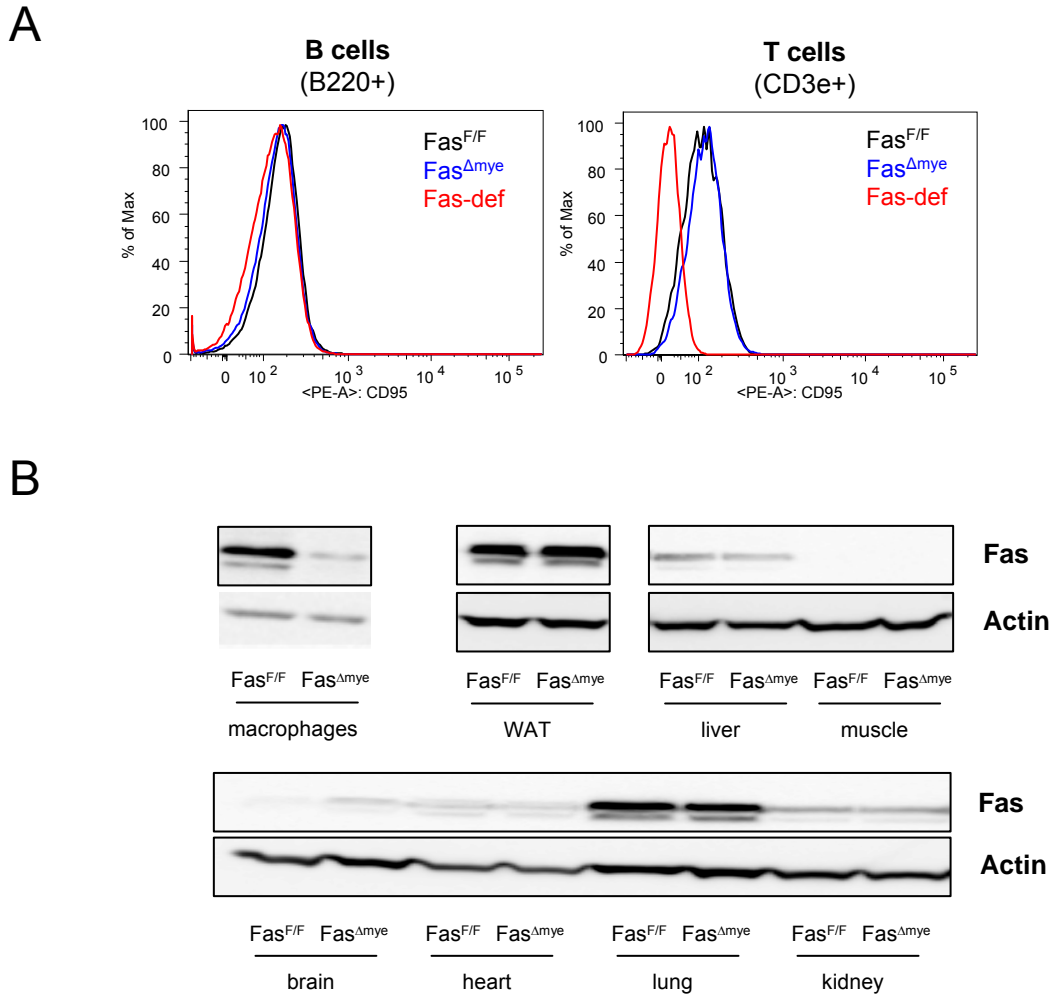 A
B cells
(B220+)
T cells
(CD3e+)
100
80
60
40
20
0
% of Max
Fas^F/F
Fas^Δmye
Fas-def
0 10^2 10^3 10^4 10^5
<PE-A>: CD95
100
80
60
40
20
0
% of Max
Fas^F/F
Fas^Δmye
Fas-def
0 10^2 10^3 10^4 10^5
<PE-A>: CD95
B
Fas
Actin
Fas^F/F Fas^Δmye Fas^F/F Fas^Δmye Fas^F/F Fas^Δmye Fas^F/F Fas^Δmye
macrophages WAT liver muscle
Fas
Actin
Fas^F/F Fas^Δmye Fas^F/F Fas^Δmye Fas^F/F Fas^Δmye Fas^F/F Fas^Δmye
brain heart lung kidney